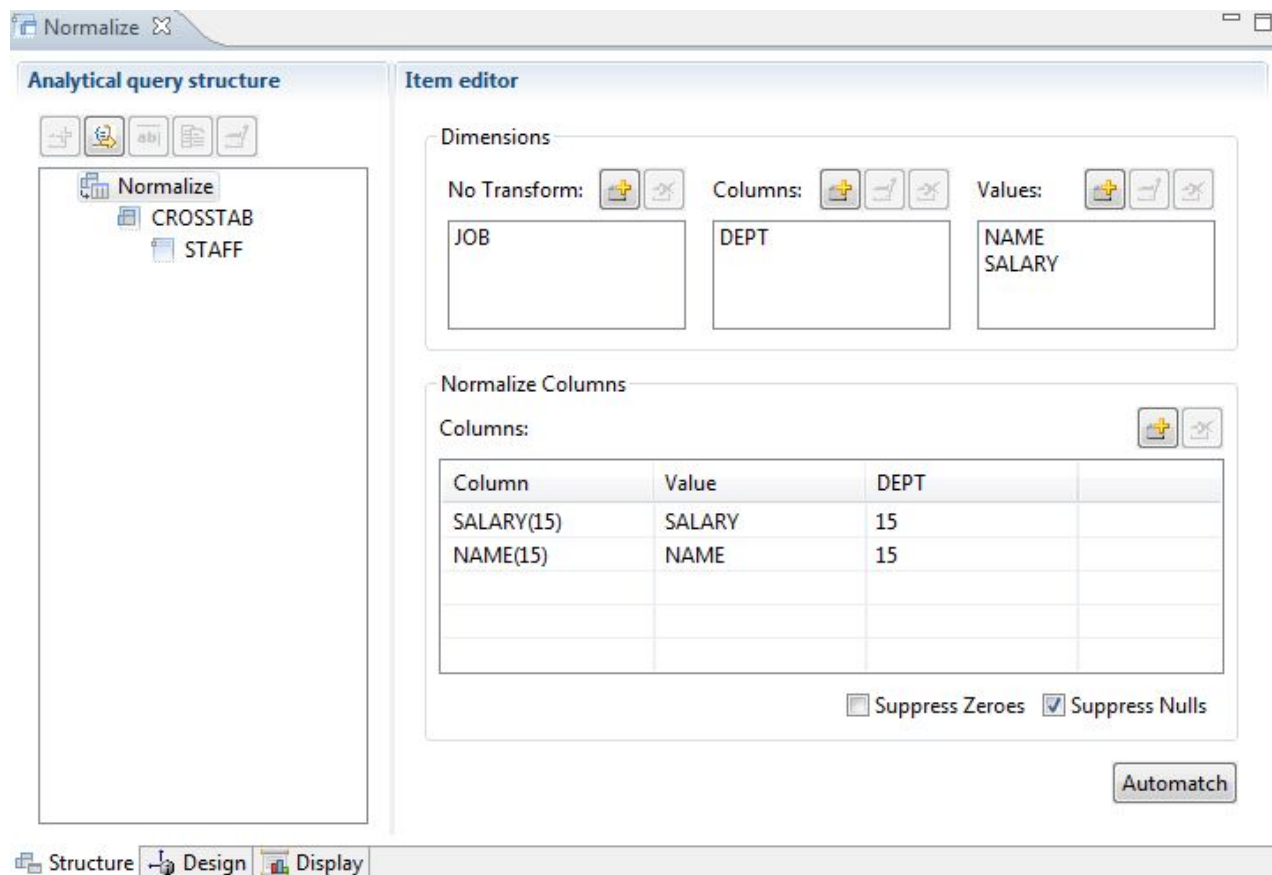 Normalize
Analytical query structure
Item editor
ab|
Normalize
CROSSTAB
STAFF
Dimensions
No Transform:
Columns:
Values:
JOB
DEPT
NAME
SALARY
Normalize Columns
Columns:
Column Value DEPT
SALARY(15) SALARY 15
NAME(15) NAME 15
Suppress Zeroes Suppress Nulls
Automatch
Structure Design Display